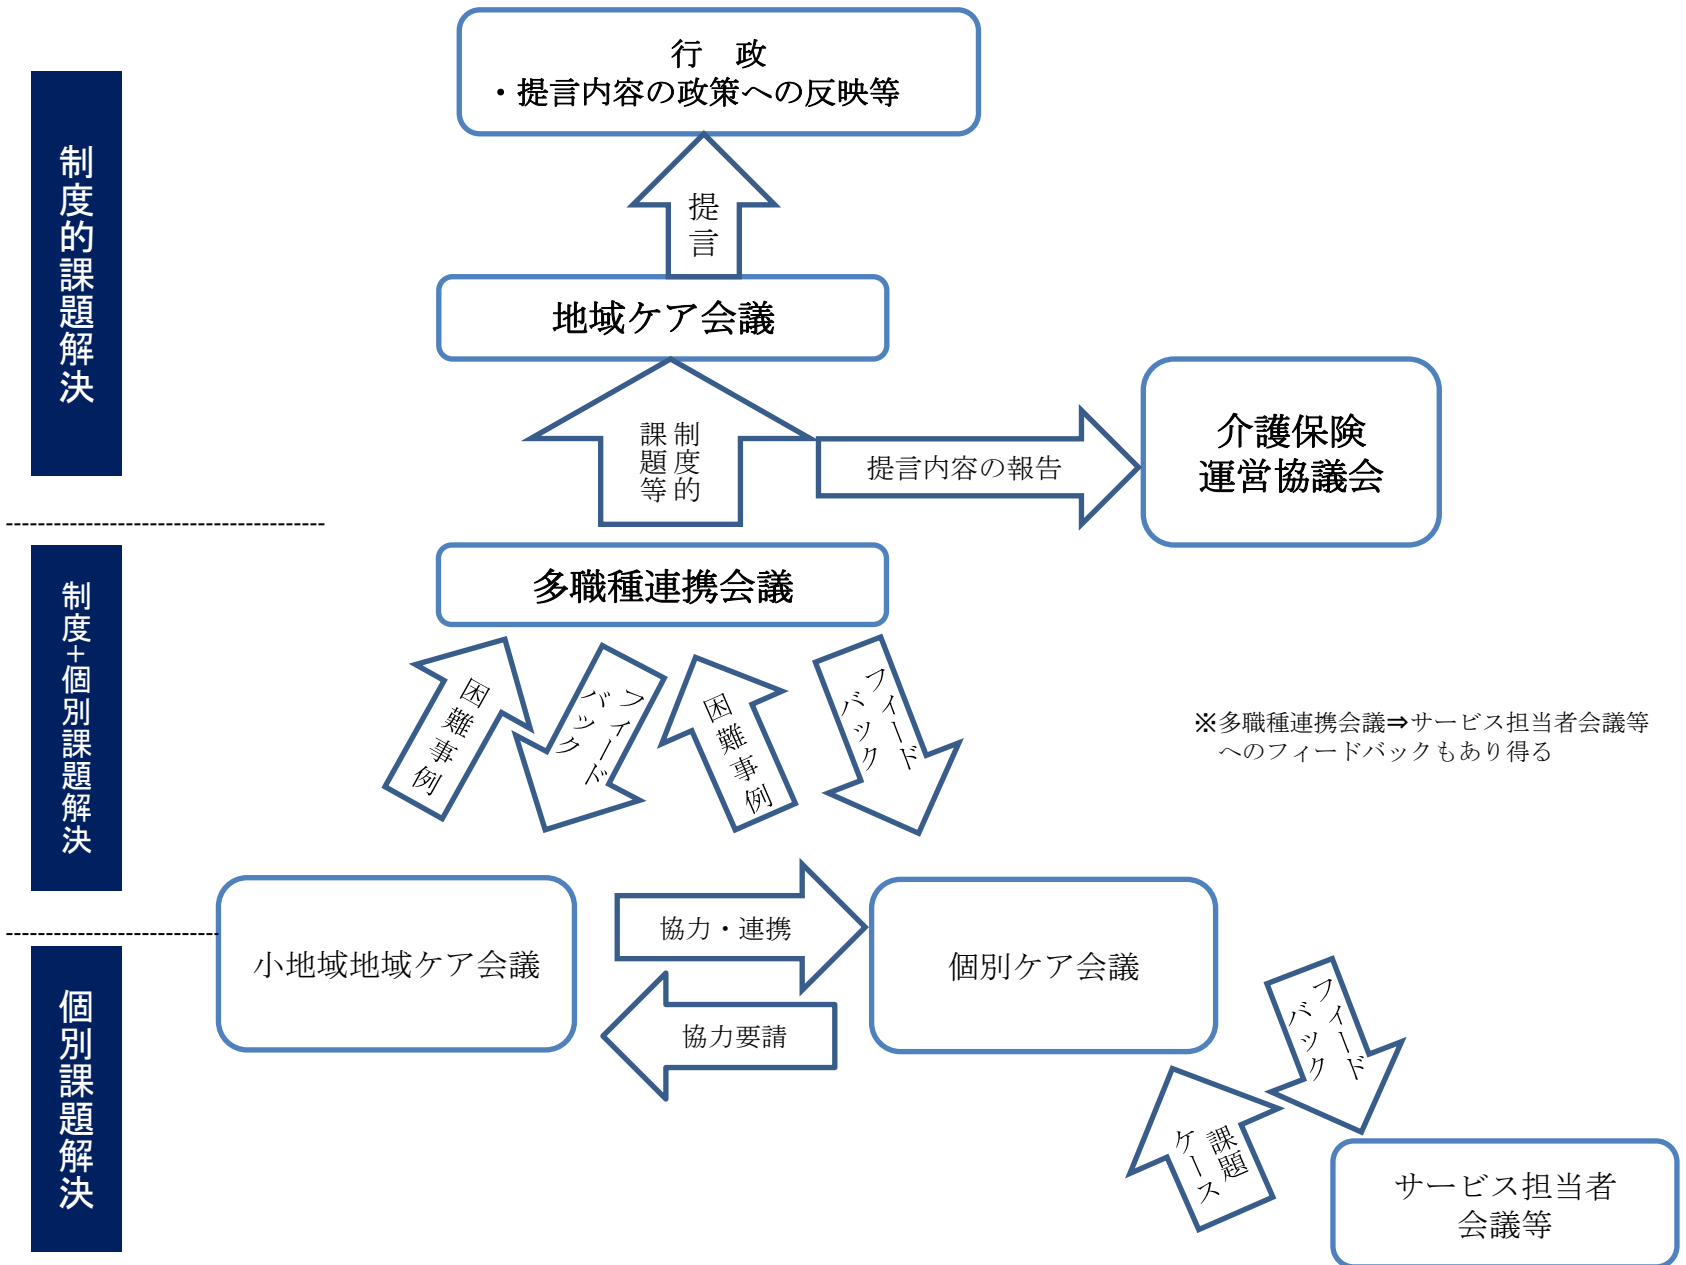 行　政
・提言内容の政策への反映等
制度的課題解決
提言
地域ケア会議
制度的
課題等
提言内容の報告
介護保険
運営協議会
制度+個別課題解決
多職種連携会議
困難事例
フィード
バック
困難事例
フィード
バック
※多職種連携会議⇒サービス担当者会議等
へのフィードバックもあり得る
小地域地域ケア会議
協力・連携
協力要請
個別ケア会議
個別課題解決
フィード
バック
課題
ケース
サービス担当者
会議等